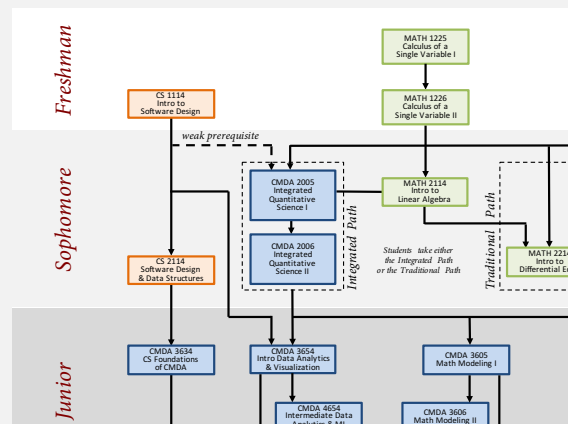 Freshman
MATH 1225
Calculus of a
Single Variable I
CS 1114
Intro to
Software Design
MATH 1226
Calculus of a
Single Variable II
weak prerequisite
Sophomore
CMDA 2005
Integrated
Quantitative
Science I
MATH 2114
Intro to
Linear Algebra
Integrated Path
Traditional Path
CMDA 2006
Integrated
Quantitative
Science II
Students take either
the Integrated Path
or the Traditional Path
MATH 2214
Intro to
Differential
CS 2114
Software Design
& Data Structures
Junior
CMDA 3634
CS Foundations
of CMDA
CMDA 3654
Intro Data Analytics
& Visualization
CMDA 3605
Math Modeling I
CMDA 4654
Intermediate Data
Analytics & ML
CMDA 3606
Math Modeling II